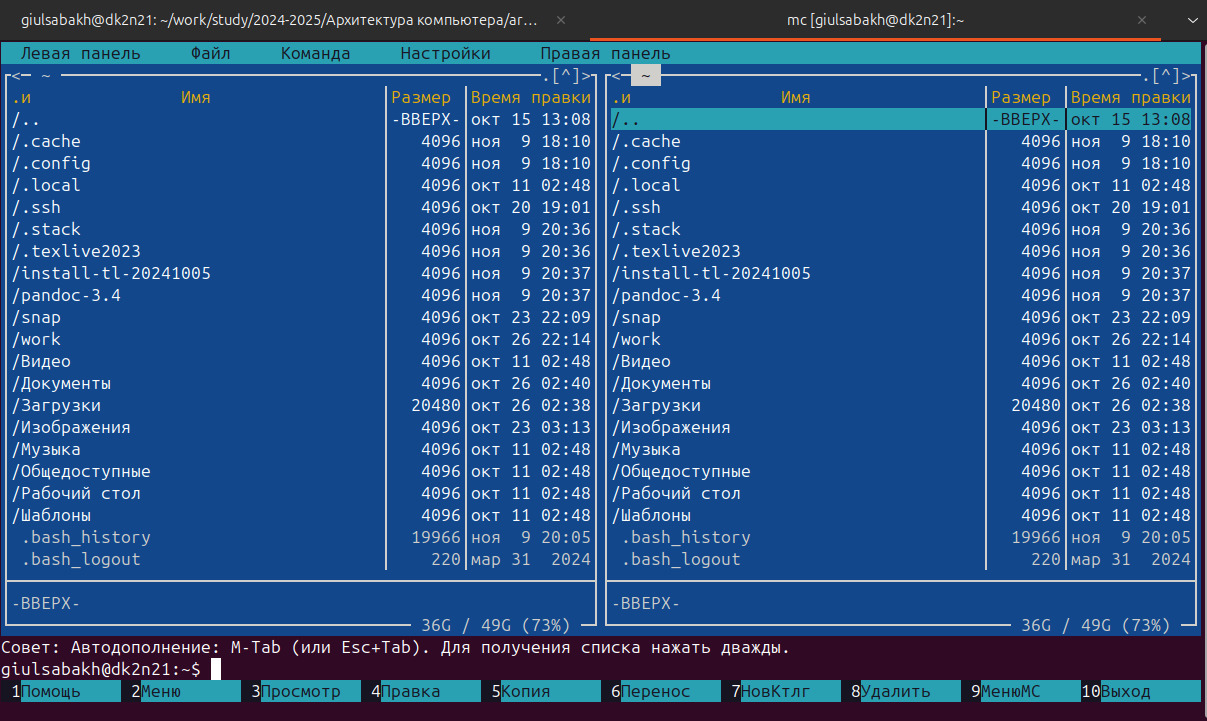 giulsabakh@dk2n21: ~/work/study/2024-2025/Архитектура компьютера/ar... × mc [giulsabakh@dk2n21]:~ ×
Левая панель Файл Команда Настройки Правая панель
<─ ~ ─.[^]>┐ <─ ~ ─.[^]>┐
.и Имя Размер Время правки .и Имя Размер Время правки
/.. -ВВЕРХ- окт 15 13:08 /.. -ВВЕРХ- окт 15 13:08
/.cache 4096 ноя 9 18:10 /.cache 4096 ноя 9 18:10
/.config 4096 ноя 9 18:10 /.config 4096 ноя 9 18:10
/.local 4096 окт 11 02:48 /.local 4096 окт 11 02:48
/.ssh 4096 окт 20 19:01 /.ssh 4096 окт 20 19:01
/.stack 4096 ноя 9 20:36 /.stack 4096 ноя 9 20:36
/.texlive2023 4096 ноя 9 20:36 /.texlive2023 4096 ноя 9 20:36
/install-tl-20241005 4096 ноя 9 20:37 /install-tl-20241005 4096 ноя 9 20:37
/pandoc-3.4 4096 ноя 9 20:37 /pandoc-3.4 4096 ноя 9 20:37
/snap 4096 окт 23 22:09 /snap 4096 окт 23 22:09
/work 4096 окт 26 22:14 /work 4096 окт 26 22:14
/Видео 4096 окт 11 02:48 /Видео 4096 окт 11 02:48
/Документы 4096 окт 26 02:40 /Документы 4096 окт 26 02:40
/Загрузки 20480 окт 26 02:38 /Загрузки 20480 окт 26 02:38
/Изображения 4096 окт 23 03:13 /Изображения 4096 окт 23 03:13
/Музыка 4096 окт 11 02:48 /Музыка 4096 окт 11 02:48
/Общедоступные 4096 окт 11 02:48 /Общедоступные 4096 окт 11 02:48
/Рабочий стол 4096 окт 11 02:48 /Рабочий стол 4096 окт 11 02:48
/Шаблоны 4096 окт 11 02:48 /Шаблоны 4096 окт 11 02:48
.bash_history 19966 ноя 9 20:05 .bash_history 19966 ноя 9 20:05
.bash_logout 220 мар 31 2024 .bash_logout 220 мар 31 2024
-ВВЕРХ- -ВВЕРХ-
36G / 49G (73%) 36G / 49G (73%)
Совет: Автодополнение: M-Tab (или Esc+Tab). Для получения списка нажать дважды.
giulsabakh@dk2n21:~$
1Помощь 2Меню 3Просмотр 4Правка 5Копия 6Перенос 7НовКтлг 8Удалить 9МенюМС 10Выход